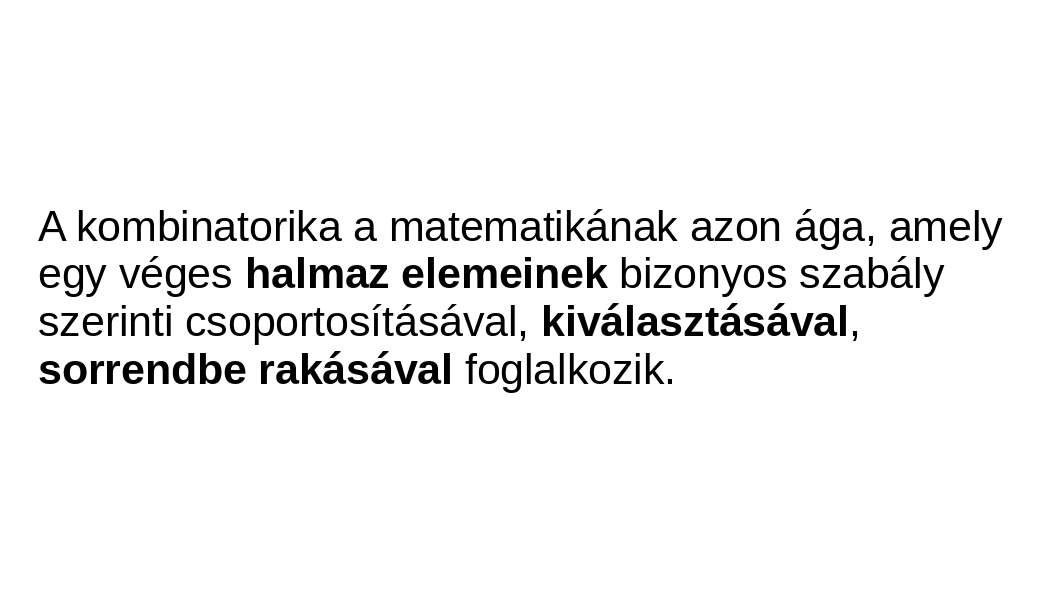 A kombinatorika a matematikának azon ága, amely
egy véges halmaz elemeinek bizonyos szabály
szerinti csoportosításával, kiválasztásával,
sorrendbe rakásával foglalkozik.